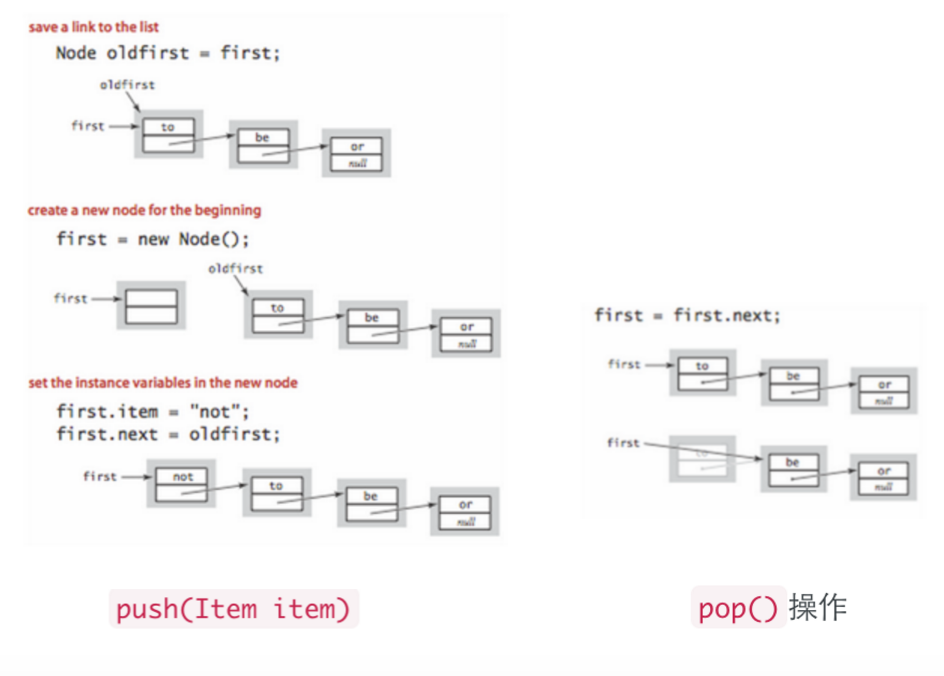 save a link to the list
Node oldfirst = first;
oldfirst
first
to
be
or
null
create a new node for the beginning
first = new Node();
oldfirst
first
to
be
or
null
set the instance variables in the new node
first.item = "not";
first.next = oldfirst;
first
not
to
be
or
null
push(Item item)
first = first.next;
first
to
be
or
null
first
to
be
or
null
pop() 操作